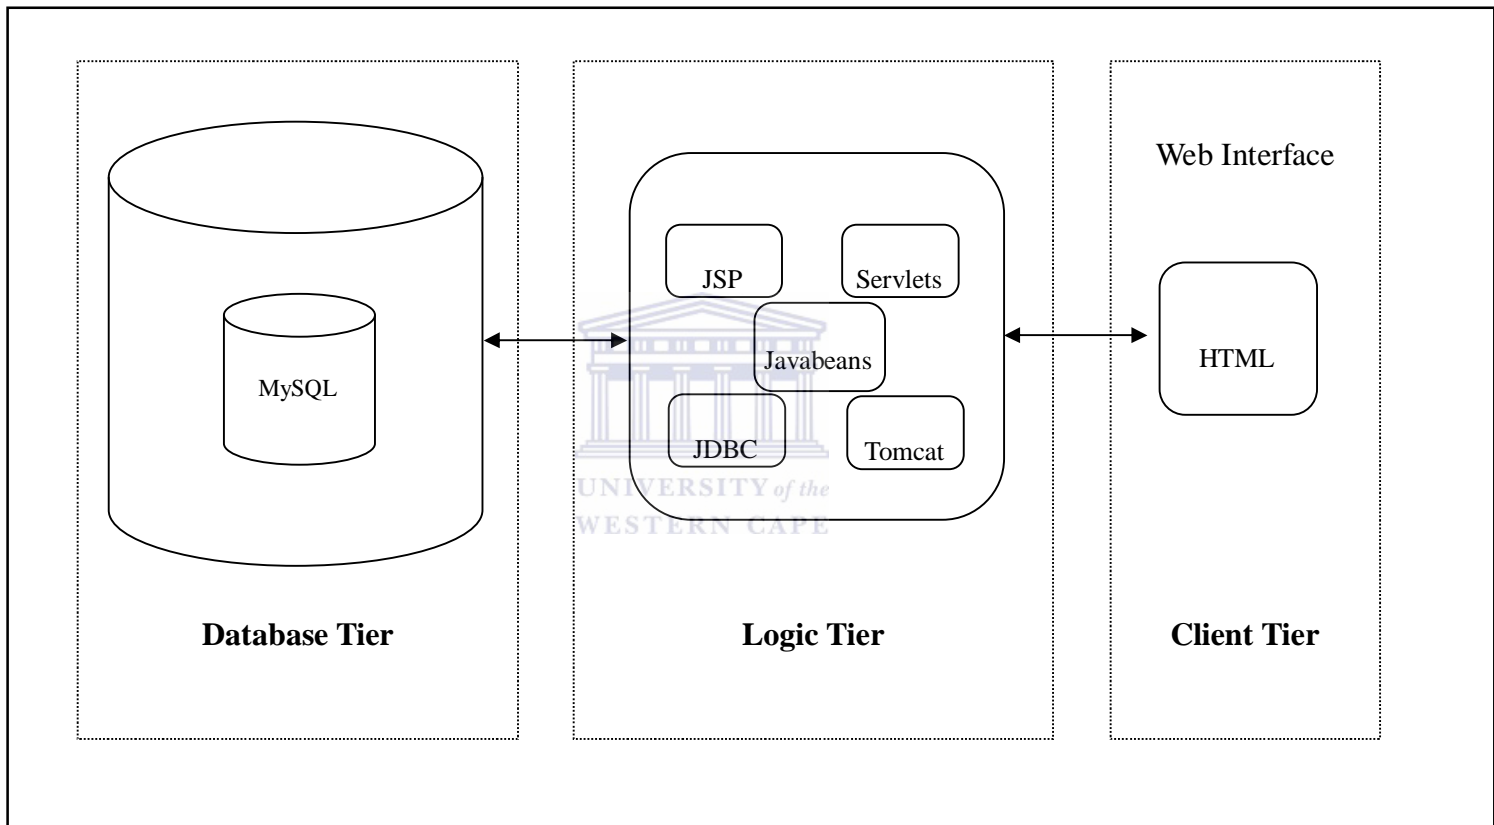 Web Interface
JSP
Servlets
Javabeans
HTML
MySQL
JDBC
Tomcat
UNIVERSITY of the
WESTERN CAPE
Database Tier
Logic Tier
Client Tier